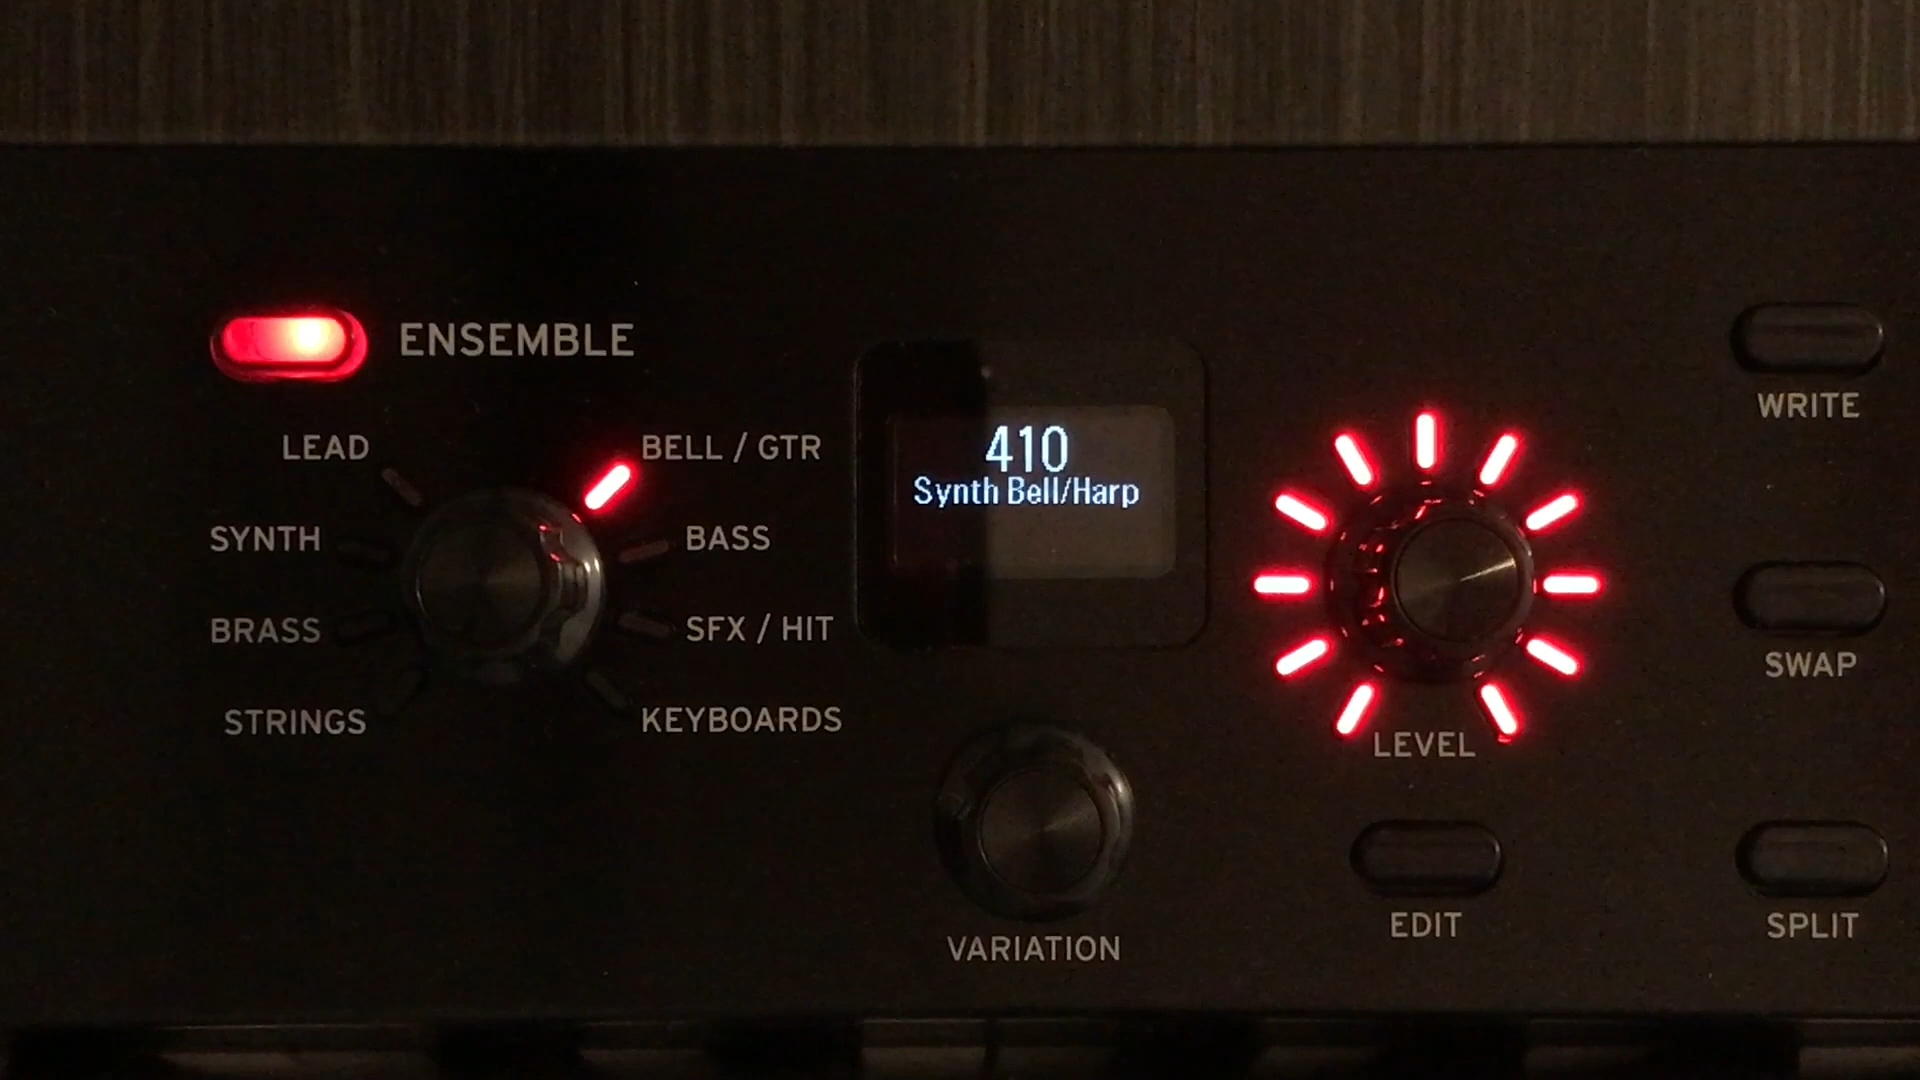 ENSEMBLE
LEAD
BELL / GTR
SYNTH
BASS
BRASS
SFX / HIT
STRINGS
KEYBOARDS
410
Synth Bell/Harp
VARIATION
LEVEL
EDIT
WRITE
SWAP
SPLIT